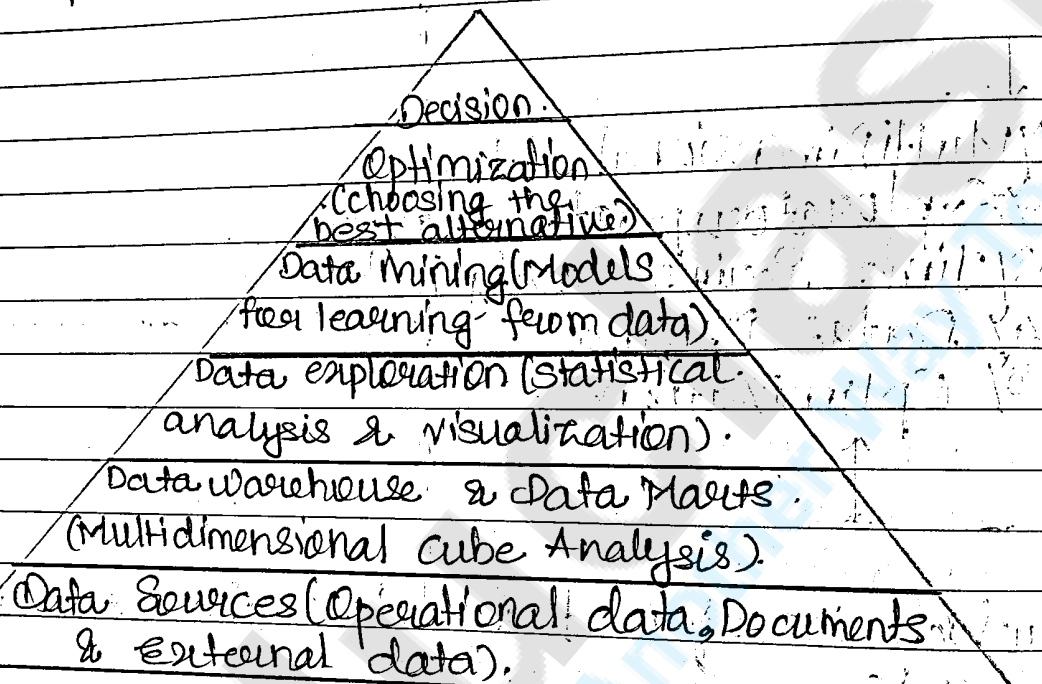 Decision.
Optimization.
(choosing the
best alternative)
Data Mining (Models
for learning from data)
Data exploration (statistical
analysis & visualization).
Data warehouse & Data Marts.
(Multidimensional cube Analysis).
Data Sources (Operational data, Documents
& External data).